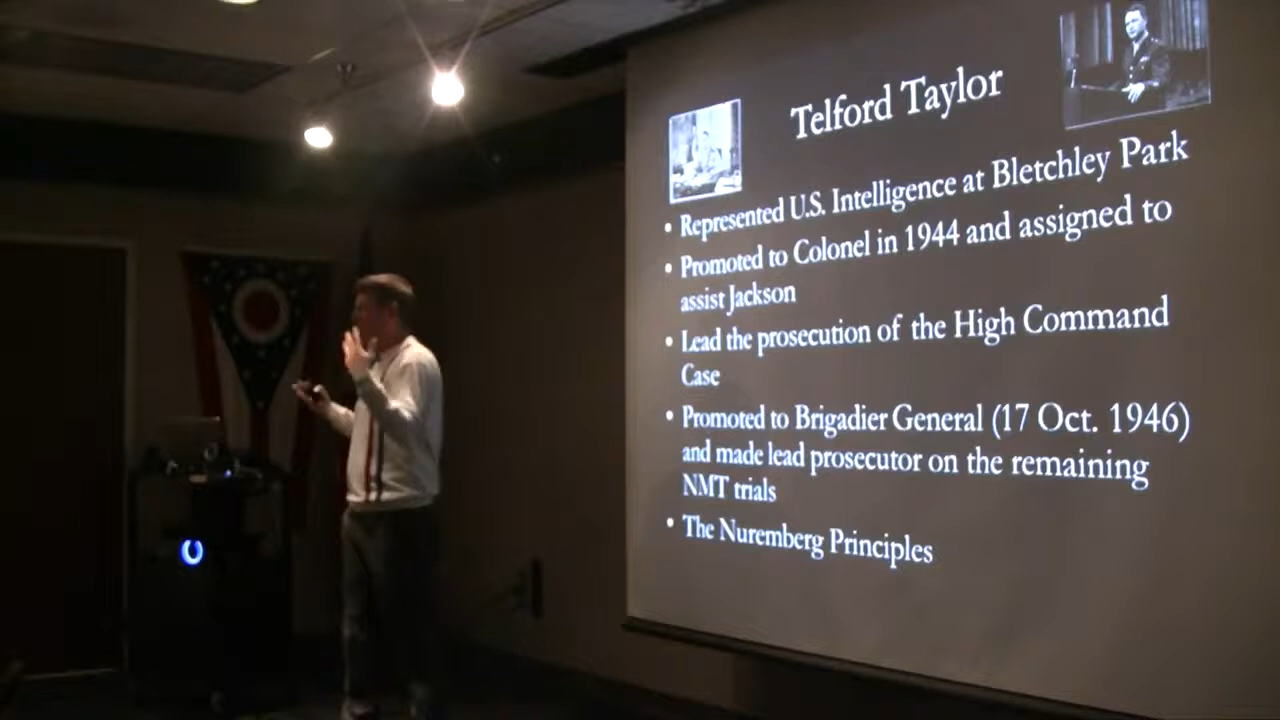 Telford Taylor
• Represented U.S. Intelligence at Bletchley Park
• Promoted to Colonel in 1944 and assigned to
assist Jackson
• Lead the prosecution of the High Command
Case
• Promoted to Brigadier General (17 Oct. 1946)
and made lead prosecutor on the remaining
NMT trials
• The Nuremberg Principles